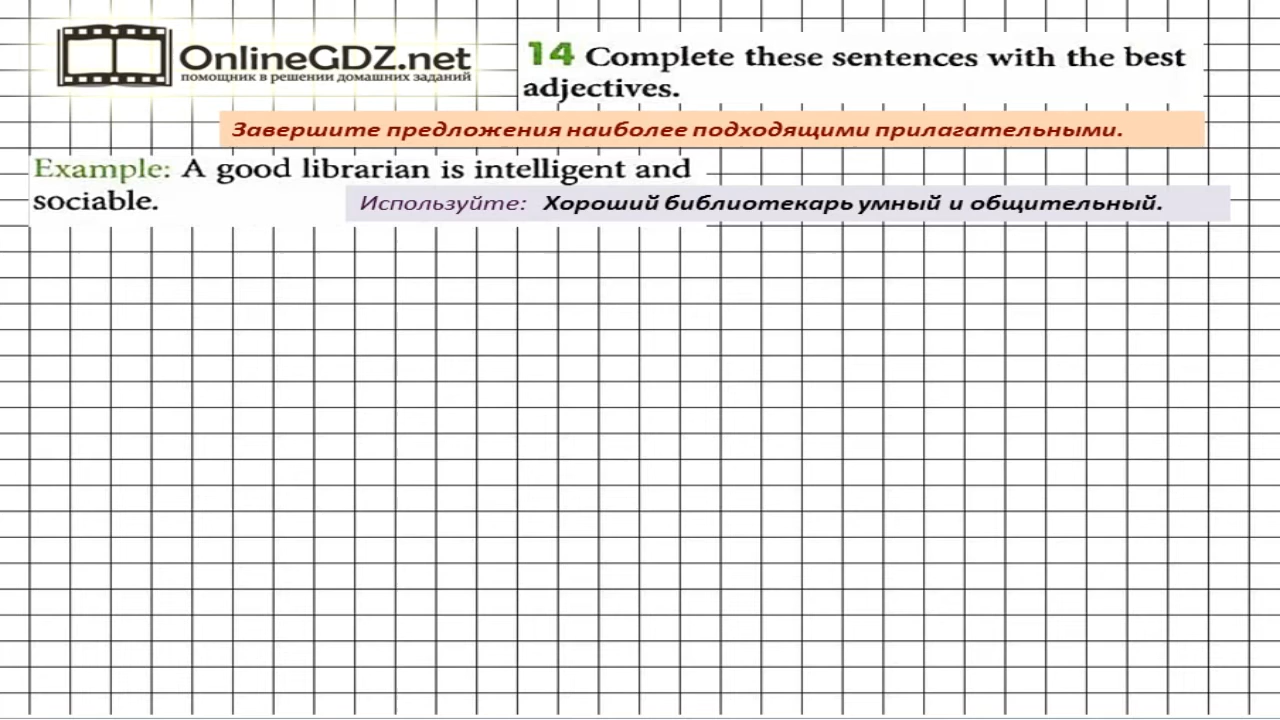 OnlineGDZ.net
помощник в решении домашних заданий
14 Complete these sentences with the best
adjectives.
Завершите предложения наиболее подходящими прилагательными.
Example: A good librarian is intelligent and
sociable.
Используйте: Хороший библиотекарь умный и общительный.